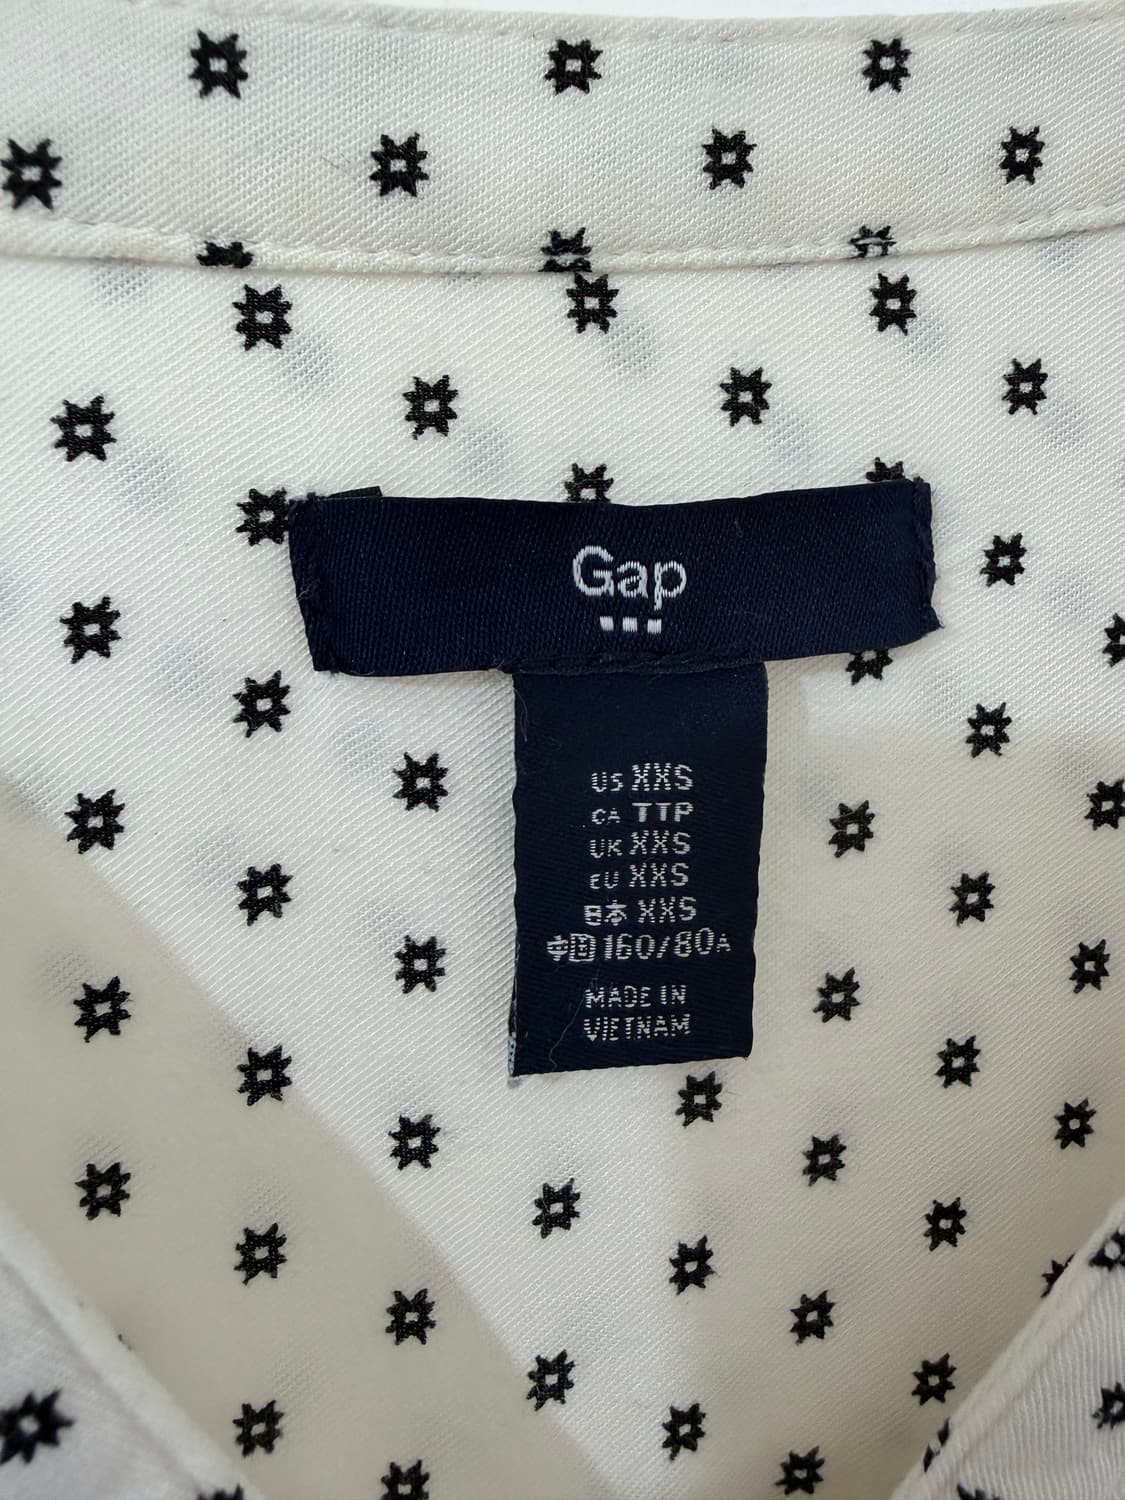 Gap
US XXS
CA TTP
UK XXS
EU XXS
日本 XXS
中国 160/80A
MADE IN
VIETNAM